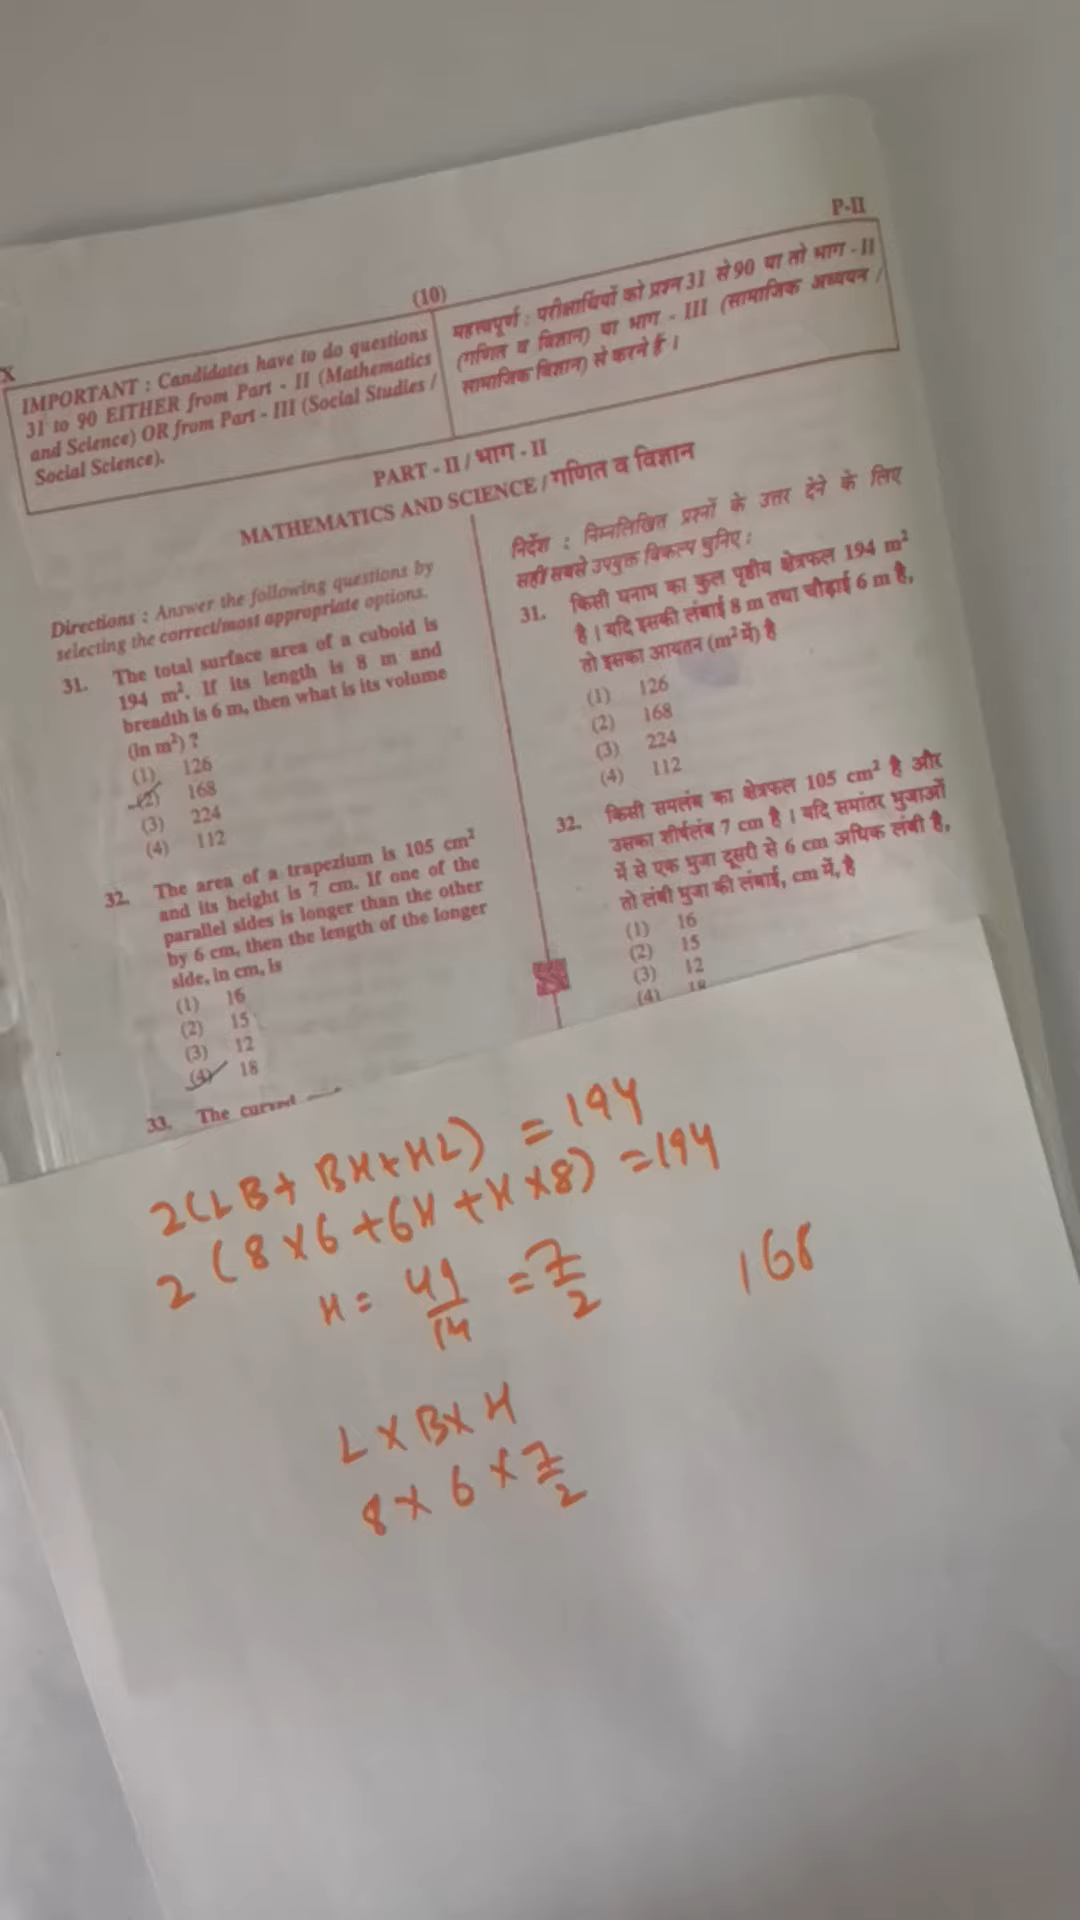 P-II
(10)
X
IMPORTANT : Candidates have to do questions
31 to 90 EITHER from Part - II (Mathematics
and Science) OR from Part - III (Social Studies /
Social Science).
महत्त्वपूर्ण : परीक्षार्थियों को प्रश्न 31 से 90 या तो भाग - II
(गणित व विज्ञान) या भाग - III (सामाजिक अध्ययन /
सामाजिक विज्ञान) से करने हैं ।
PART - II / भाग - II
MATHEMATICS AND SCIENCE / गणित व विज्ञान
Directions : Answer the following questions by
selecting the correct/most appropriate options.
31. The total surface area of a cuboid is
194 m². If its length is 8 m and
breadth is 6 m, then what is its volume
(in m²) ?
(1) 126
(2) 168
(3) 224
(4) 112
32. The area of a trapezium is 105 cm²
and its height is 7 cm. If one of the
parallel sides is longer than the other
by 6 cm, then the length of the longer
side, in cm, is
(1) 16
(2) 15
(3) 12
(4) 18
33. The curved
निर्देश : निम्नलिखित प्रश्नों के उत्तर देने के लिए
सही/सबसे उपयुक्त विकल्प चुनिए :
31. किसी घनाभ का कुल पृष्ठीय क्षेत्रफल 194 m²
है । यदि इसकी लंबाई 8 m तथा चौड़ाई 6 m है,
तो इसका आयतन (m² में) है
(1) 126
(2) 168
(3) 224
(4) 112
32. किसी समलंब का क्षेत्रफल 105 cm² है और
उसका शीर्षलंब 7 cm है । यदि समांतर भुजाओं
में से एक भुजा दूसरी से 6 cm अधिक लंबी है,
तो लंबी भुजा की लंबाई, cm में, है
(1) 16
(2) 15
(3) 12
(4) 18
2(LB+BH+HL) = 194
2(8×6+6H+H×8) = 194
H = 49/14 = 7/2
168
L×B×H
8×6×7/2